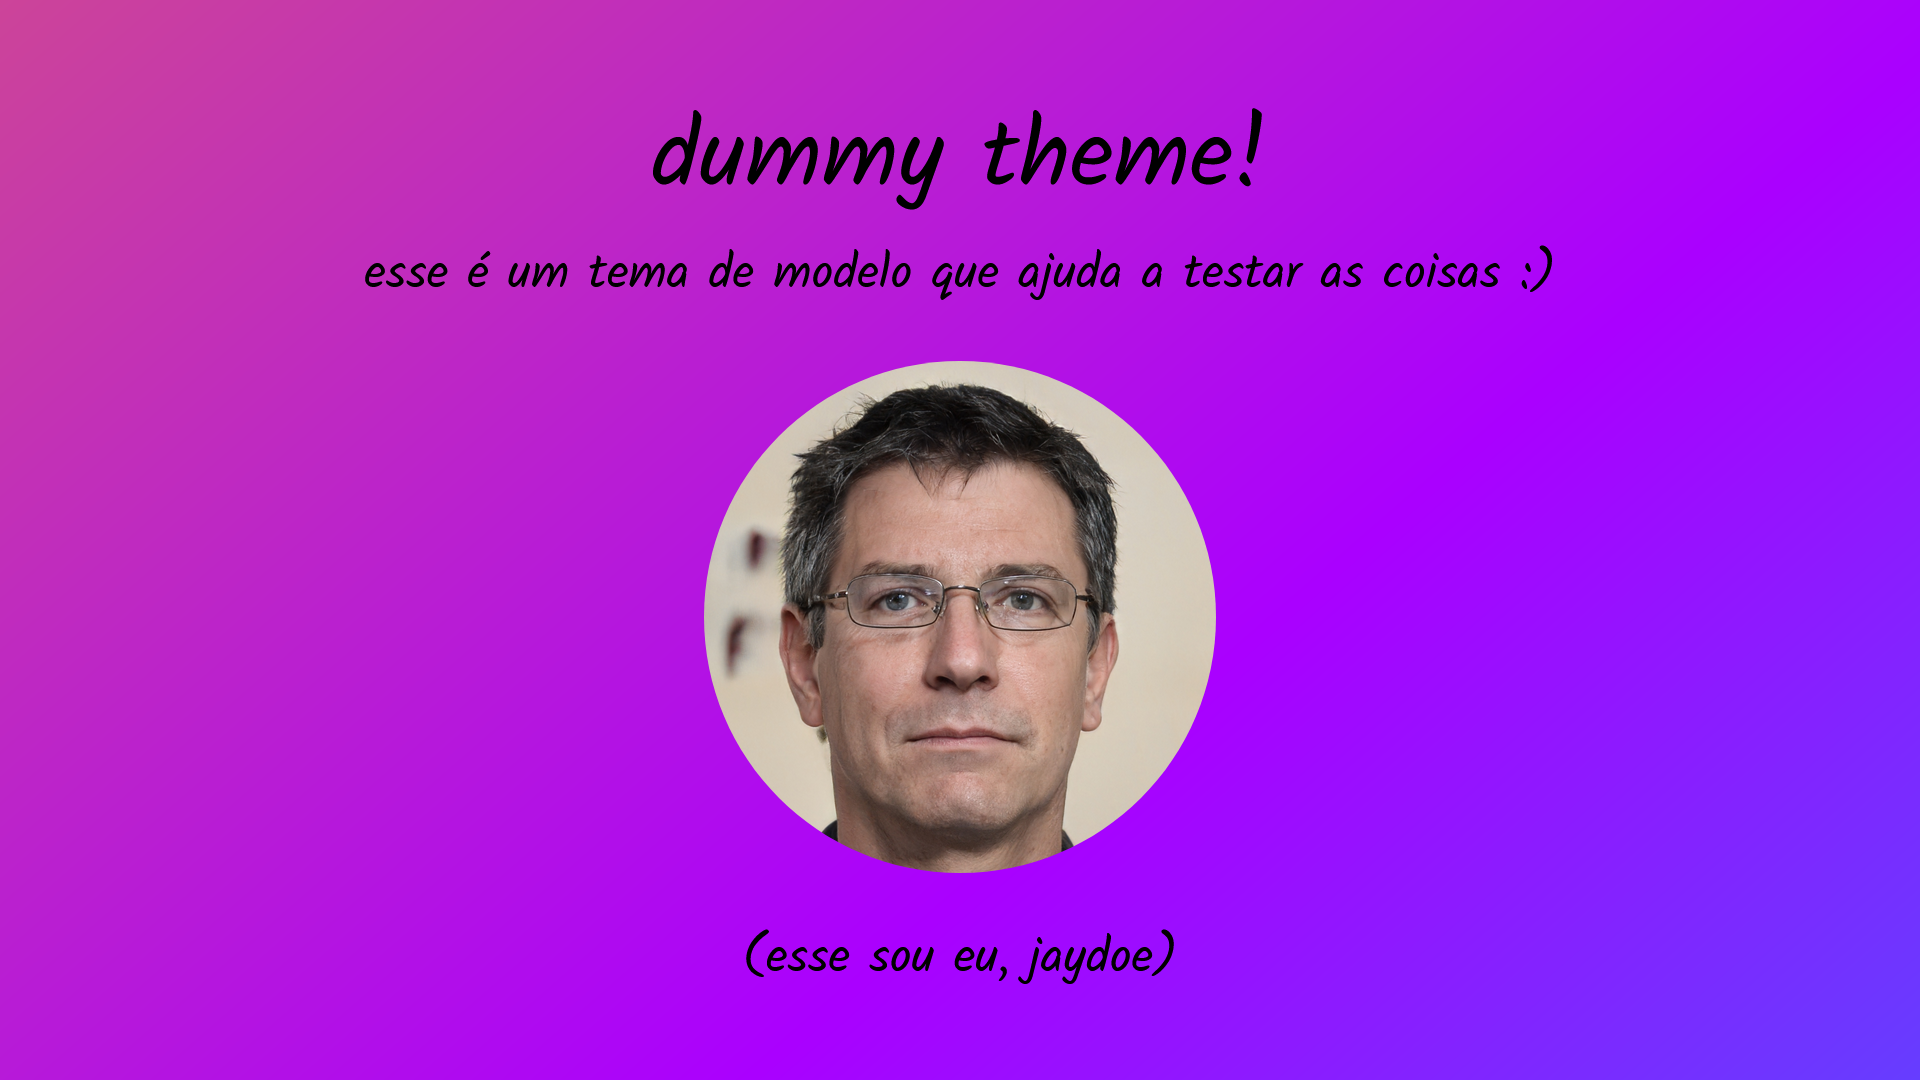 dummy theme!
esse é um tema de modelo que ajuda a testar as coisas :)
(esse sou eu, jaydoe)